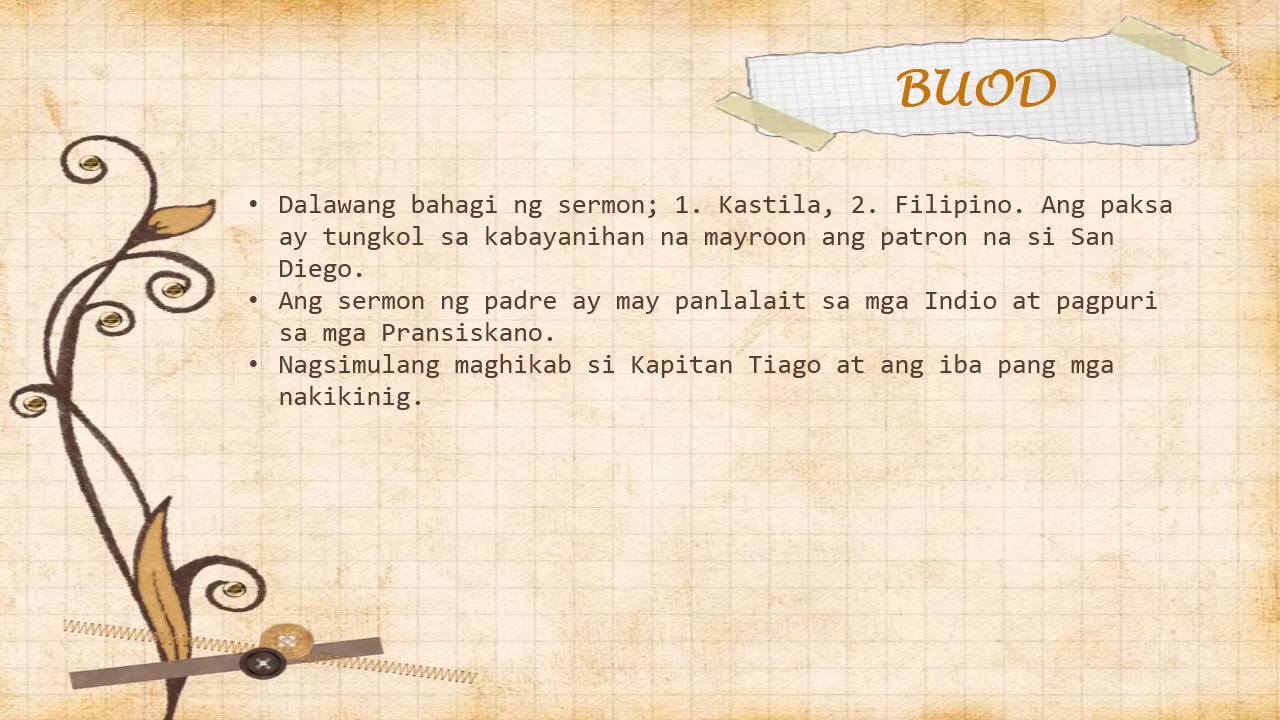 BUOD
• Dalawang bahagi ng sermon; 1. Kastila, 2. Filipino. Ang paksa
ay tungkol sa kabayanihan na mayroon ang patron na si San
Diego.
• Ang sermon ng padre ay may panlalait sa mga Indio at pagpuri
sa mga Pransiskano.
• Nagsimulang maghikab si Kapitan Tiago at ang iba pang mga
nakikinig.